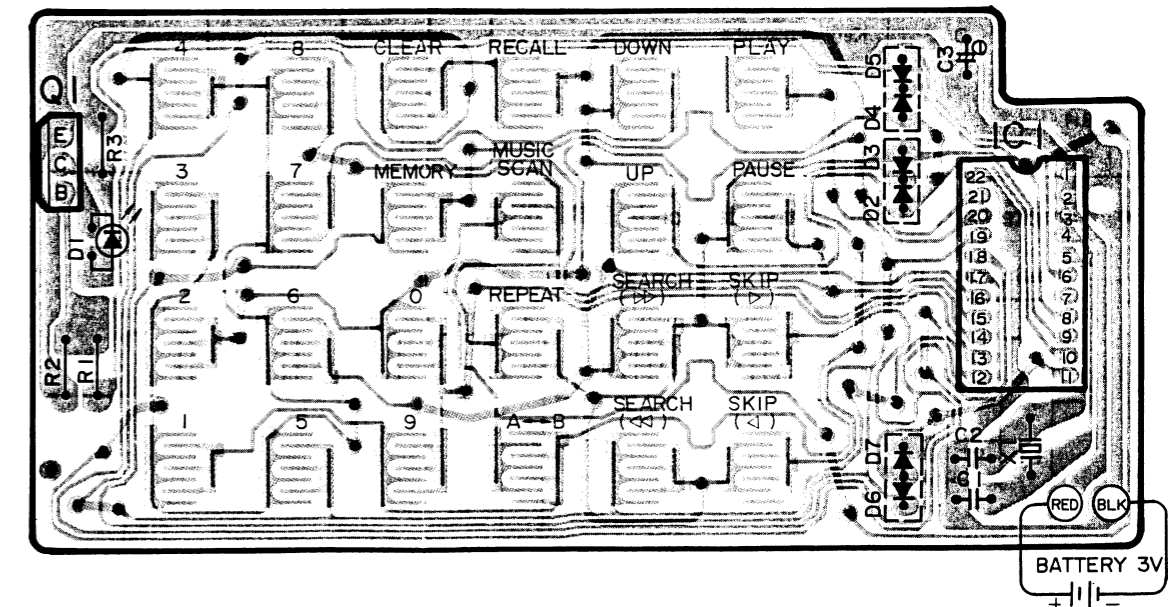 4 8 CLEAR RECALL DOWN PLAY
D5
C3
Q1
D4
E
C
B
R3
IC1
MUSIC
SCAN
3 7 MEMORY UP PAUSE
D3
D2
22 1
21 2
20 3
19 4
18 5
17 6
16 7
15 8
14 9
13 10
12 11
D1
2 6 0 REPEAT SEARCH SKIP
(▷▷) (▷)
R2 R1
1 5 9 A↔B SEARCH SKIP
(◁◁) (◁)
D7
D6
C2
X1
C1
RED BLK
BATTERY 3V
+ −